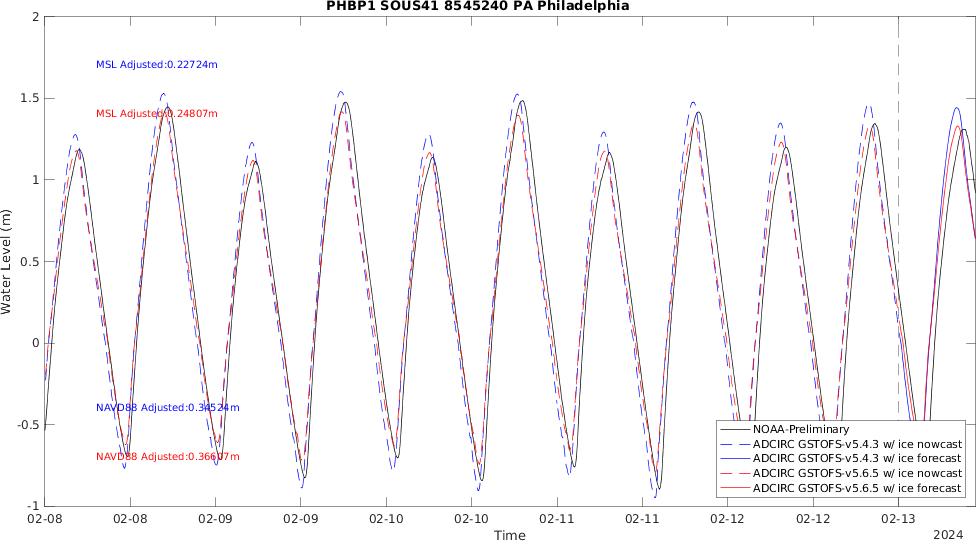 PHBP1 SOUS41 8545240 PA Philadelphia
2
1.5
1
0.5
0
-0.5
-1
Water Level (m)
MSL Adjusted:0.22724m
MSL Adjusted:0.24807m
NAVD88 Adjusted:0.34524m
NAVD88 Adjusted:0.36607m
NOAA-Preliminary
ADCIRC GSTOFS-v5.4.3 w/ ice nowcast
ADCIRC GSTOFS-v5.4.3 w/ ice forecast
ADCIRC GSTOFS-v5.6.5 w/ ice nowcast
ADCIRC GSTOFS-v5.6.5 w/ ice forecast
02-08 02-08 02-09 02-09 02-10 02-10 02-11 02-11 02-12 02-12 02-13
Time
2024